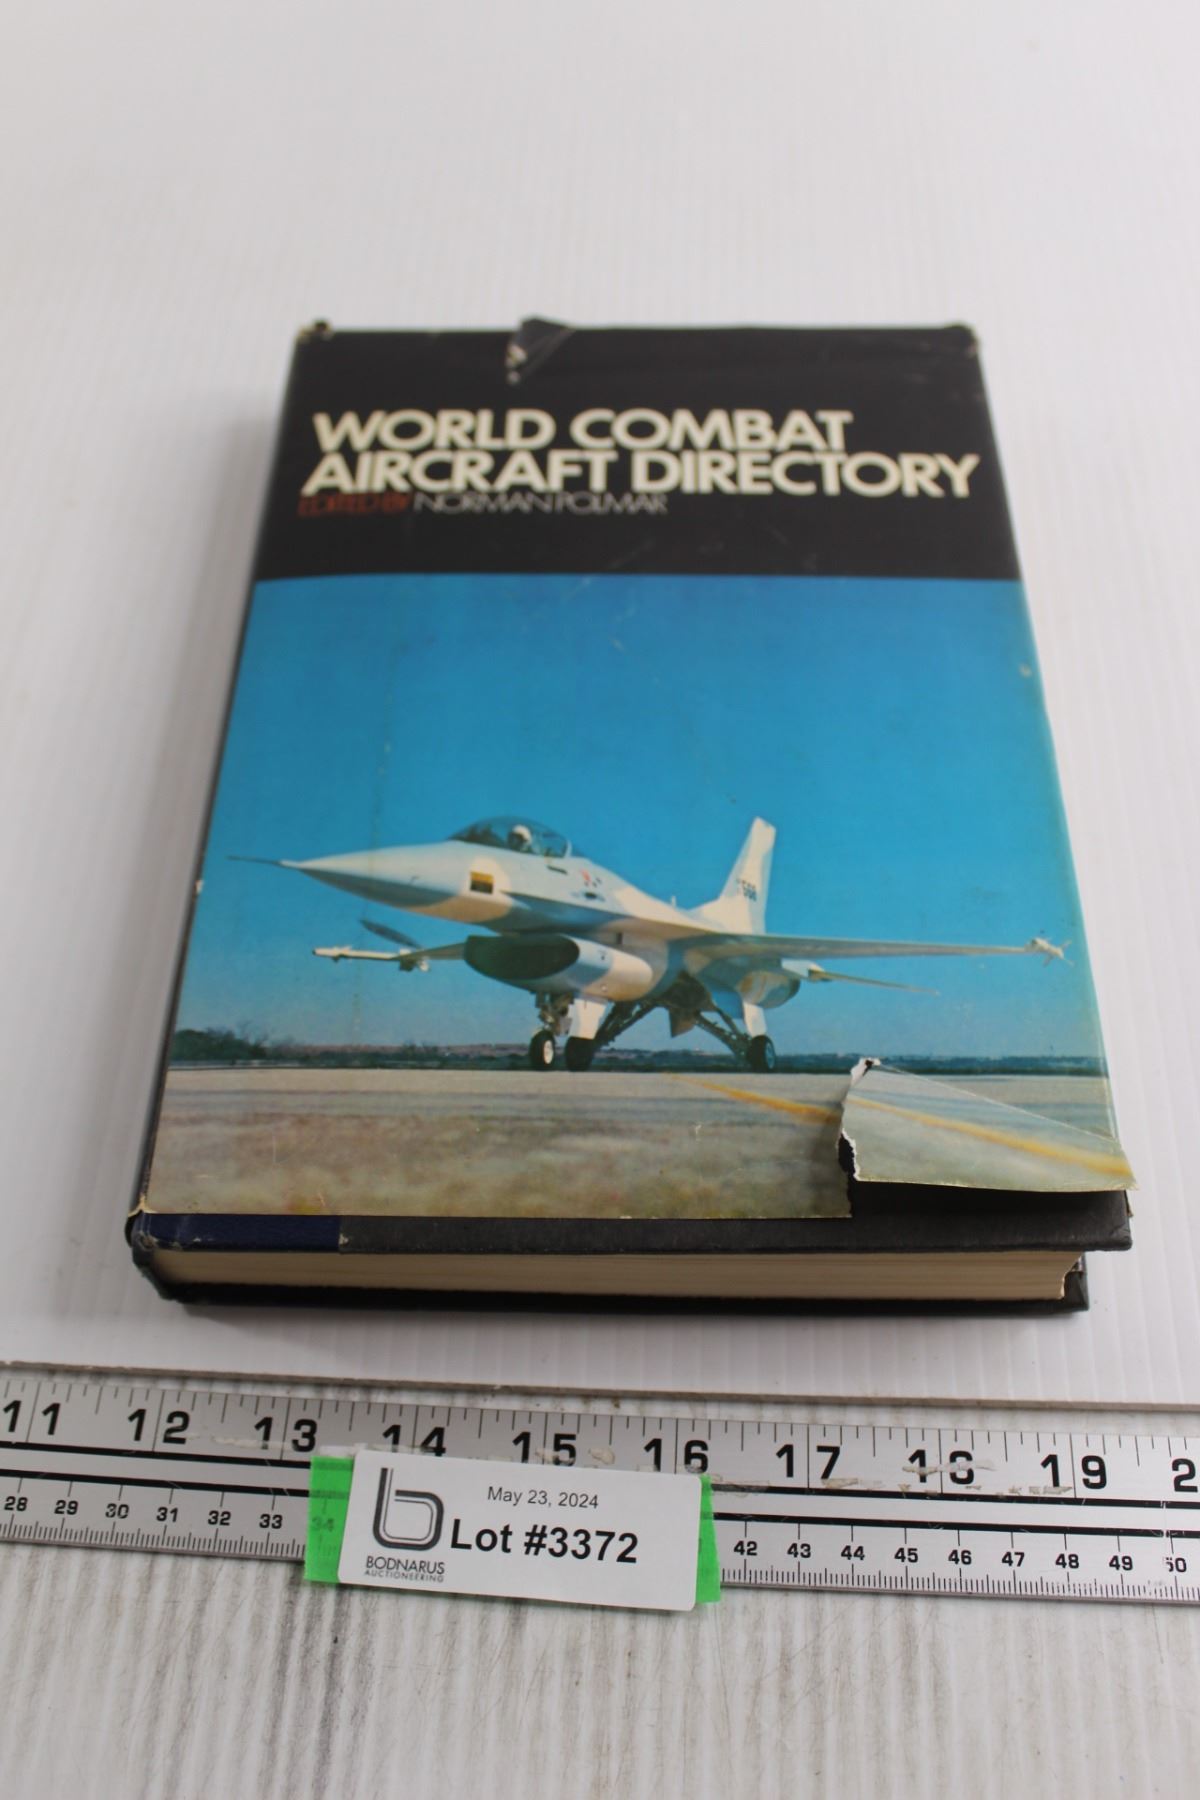 WORLD COMBAT
AIRCRAFT DIRECTORY
EDITED BY NORMAN POLMAR
11 12 13 14 15 16 17 18 19 2
28 29 30 31 32 33 34 42 43 44 45 46 47 48 49 50
May 23, 2024
Lot #3372
BODNARUS
AUCTIONEERING